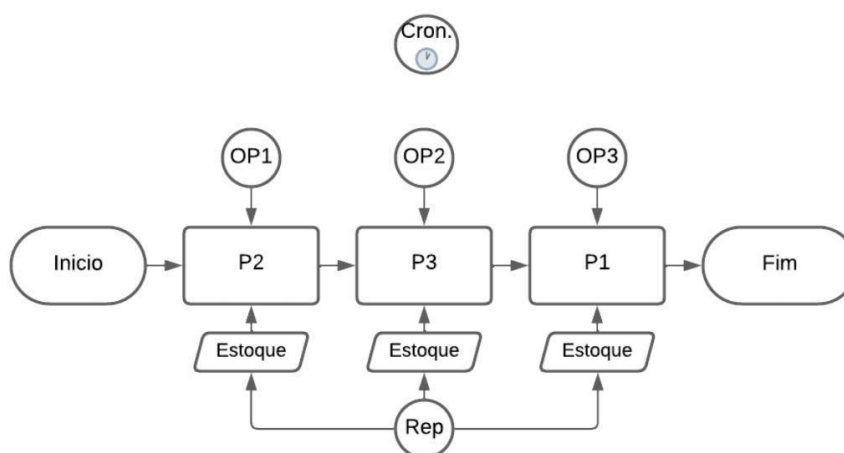 Cron.
OP1
OP2
OP3
Inicio
P2
P3
P1
Fim
Estoque
Estoque
Estoque
Rep